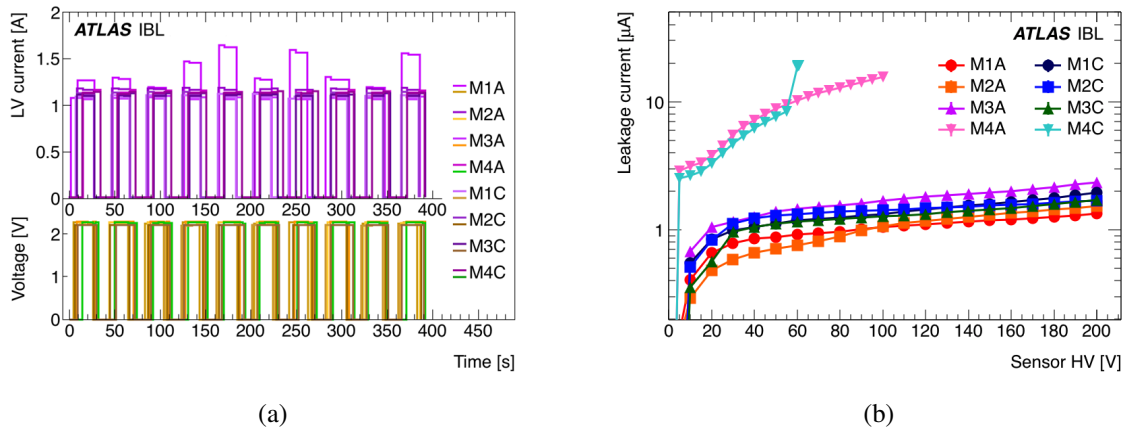 ATLAS IBL
LV current [A]
2
1.5
1
0.5
0
0 50 100 150 200 250 300 350 400
M1A
M2A
M3A
M4A
M1C
M2C
M3C
M4C
Voltage [V]
2
1
0
0 50 100 150 200 250 300 350 400 450
Time [s]
(a)
Leakage current [µA]
10
1
ATLAS IBL
M1A M1C
M2A M2C
M3A M3C
M4A M4C
0 20 40 60 80 100 120 140 160 180 200
Sensor HV [V]
(b)